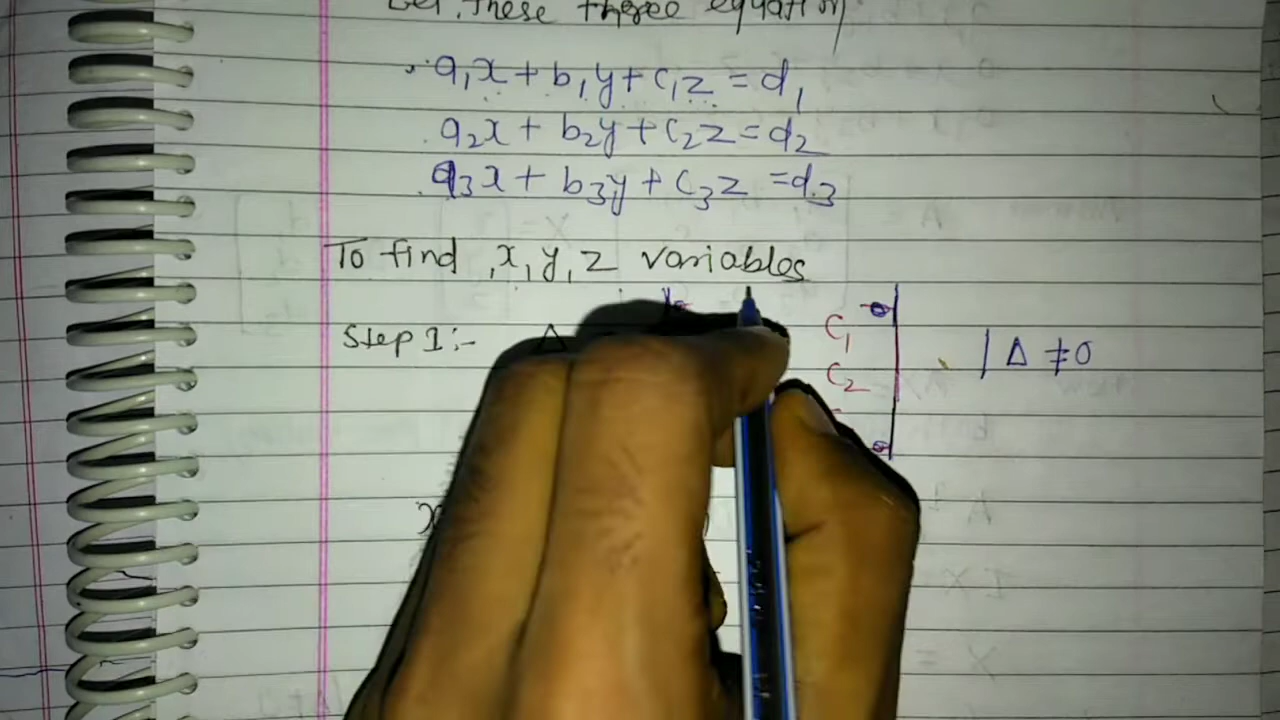 these three equation
a₁x + b₁y + c₁z = d₁
a₂x + b₂y + c₂z = d₂
a₃x + b₃y + c₃z = d₃
To find , x, y, z variables
Step 1:- Δ C₁ | Δ ≠ 0
C₂
x